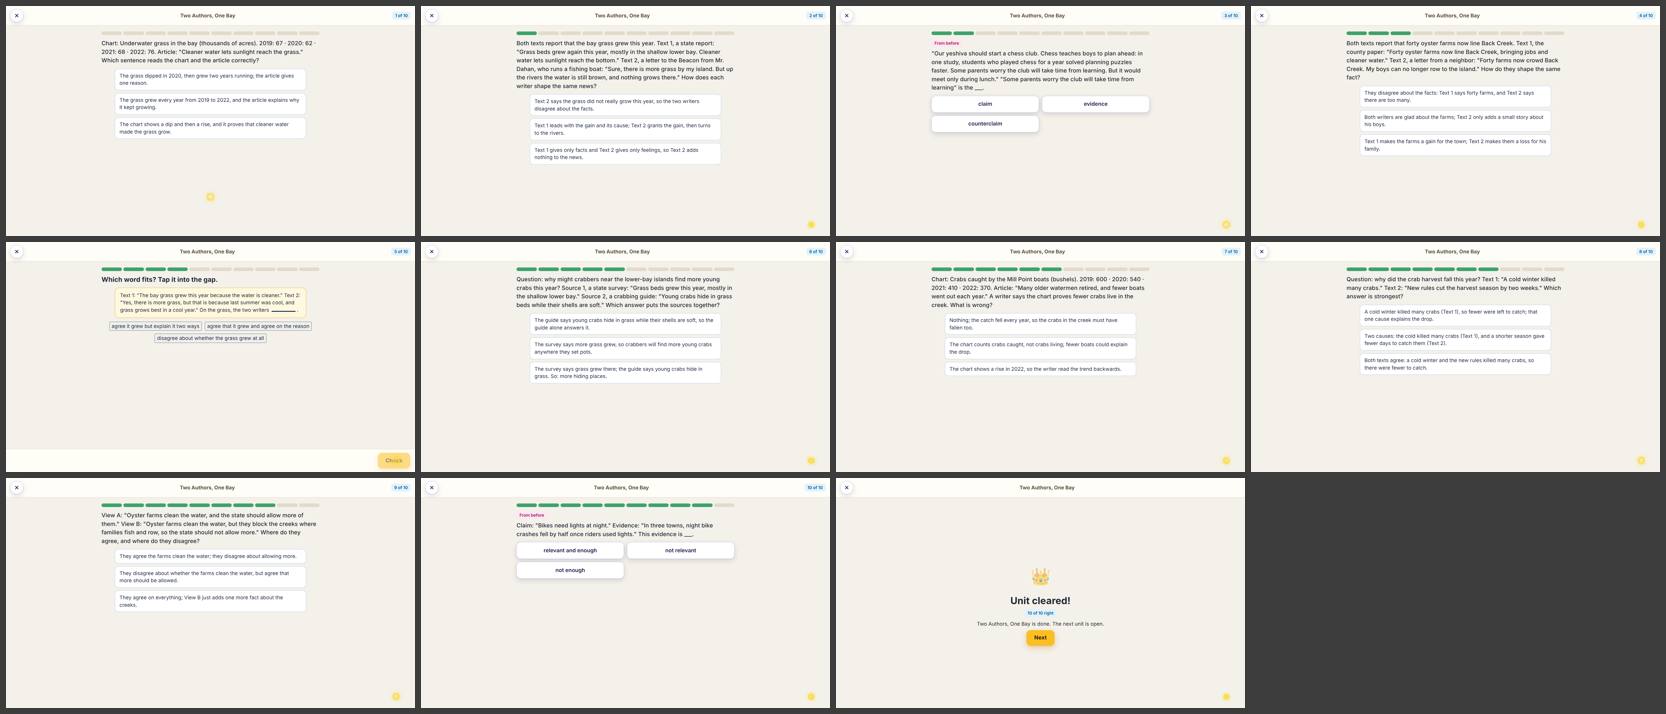 Two Authors, One Bay
1 of 10
Chart: Underwater grass in the bay (thousands of acres). 2019: 67 · 2020: 62 ·
2021: 68 · 2022: 76. Article: "Cleaner water lets sunlight reach the grass."
Which sentence reads the chart and the article correctly?
The grass dipped in 2020, then grew two years running; the article gives
one reason.
The grass grew every year from 2019 to 2022, and the article explains why
it kept growing.
The chart shows a dip and then a rise, and it proves that cleaner water
made the grass grow.
Two Authors, One Bay
2 of 10
Both texts report that the bay grass grew this year. Text 1, a state report:
"Grass beds grew again this year, mostly in the shallow lower bay. Cleaner
water lets sunlight reach the bottom." Text 2, a letter to the Beacon from Mr.
Dahan, who runs a fishing boat: "Sure, there is more grass by my island. But up
the rivers the water is still brown, and nothing grows there." How does each
writer shape the same news?
Text 2 says the grass did not really grow this year, so the two writers
disagree about the facts.
Text 1 leads with the gain and its cause; Text 2 grants the gain, then turns
to the rivers.
Text 1 gives only facts and Text 2 gives only feelings, so Text 2 adds
nothing to the news.
Two Authors, One Bay
3 of 10
From before
"Our yeshiva should start a chess club. Chess teaches boys to plan ahead: in
one study, students who played chess for a year solved planning puzzles
faster. Some parents worry the club will take time from learning. But it would
meet only during lunch." "Some parents worry the club will take time from
learning" is the __.
claim
evidence
counterclaim
Two Authors, One Bay
4 of 10
Both texts report that forty oyster farms now line Back Creek. Text 1, the
county paper: "Forty oyster farms now line Back Creek, bringing jobs and
cleaner water." Text 2, a letter from a neighbor: "Forty farms now crowd Back
Creek. My boys can no longer row to the island." How do they shape the same
fact?
They disagree about the facts: Text 1 says forty farms, and Text 2 says
there are too many.
Both writers are glad about the farms; Text 2 only adds a small story about
his boys.
Text 1 makes the farms a gain for the town; Text 2 makes them a loss for his
family.
Two Authors, One Bay
5 of 10
Which word fits? Tap it into the gap.
Text 1: "The bay grass grew this year because the water is cleaner." Text 2:
"Yes, there is more grass, but that is because last summer was cool, and
grass grows best in a cool year." On the grass, the two writers ______ .
agree it grew but explain it two ways
agree that it grew and agree on the reason
disagree about whether the grass grew at all
Check
Two Authors, One Bay
6 of 10
Question: why might crabbers near the lower-bay islands find more young
crabs this year? Source 1, a state survey: "Grass beds grew this year, mostly in
the shallow lower bay." Source 2, a crabbing guide: "Young crabs hide in grass
beds while their shells are soft." Which answer puts the sources together?
The guide says young crabs hide in grass while their shells are soft, so the
guide alone answers it.
The survey says more grass grew, so crabbers will find more young crabs
anywhere they set pots.
The survey says grass grew there; the guide says young crabs hide in
grass. So: more hiding places.
Two Authors, One Bay
7 of 10
Chart: Crabs caught by the Mill Point boats (bushels). 2019: 600 · 2020: 540 ·
2021: 410 · 2022: 370. Article: "Many older watermen retired, and fewer boats
went out each year." A writer says the chart proves fewer crabs live in the
creek. What is wrong?
Nothing; the catch fell every year, so the crabs in the creek must have
fallen too.
The chart counts crabs caught, not crabs living; fewer boats could explain
the drop.
The chart shows a rise in 2022, so the writer read the trend backwards.
Two Authors, One Bay
8 of 10
Question: why did the crab harvest fall this year? Text 1: "A cold winter killed
many crabs." Text 2: "New rules cut the harvest season by two weeks." Which
answer is strongest?
A cold winter killed many crabs (Text 1), so fewer were left to catch; that
one cause explains the drop.
Two causes: the cold killed many crabs (Text 1), and a shorter season gave
fewer days to catch them (Text 2).
Both texts agree: a cold winter and the new rules killed many crabs, so
there were fewer to catch.
Two Authors, One Bay
9 of 10
View A: "Oyster farms clean the water, and the state should allow more of
them." View B: "Oyster farms clean the water, but they block the creeks where
families fish and row, so the state should not allow more." Where do they
agree, and where do they disagree?
They agree the farms clean the water; they disagree about allowing more.
They disagree about whether the farms clean the water, but agree that
more should be allowed.
They agree on everything; View B just adds one more fact about the
creeks.
Two Authors, One Bay
10 of 10
From before
Claim: "Bikes need lights at night." Evidence: "In three towns, night bike
crashes fell by half once riders used lights." This evidence is __.
relevant and enough
not relevant
not enough
Two Authors, One Bay
Unit cleared!
10 of 10 right
Two Authors, One Bay is done. The next unit is open.
Next